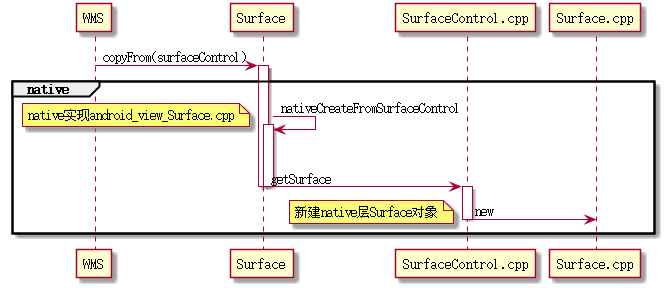 WMS
Surface
SurfaceControl.cpp
Surface.cpp
copyFrom(surfaceControl)
native
native实现android_view_Surface.cpp
nativeCreateFromSurfaceControl
getSurface
新建native层Surface对象
new
WMS
Surface
SurfaceControl.cpp
Surface.cpp